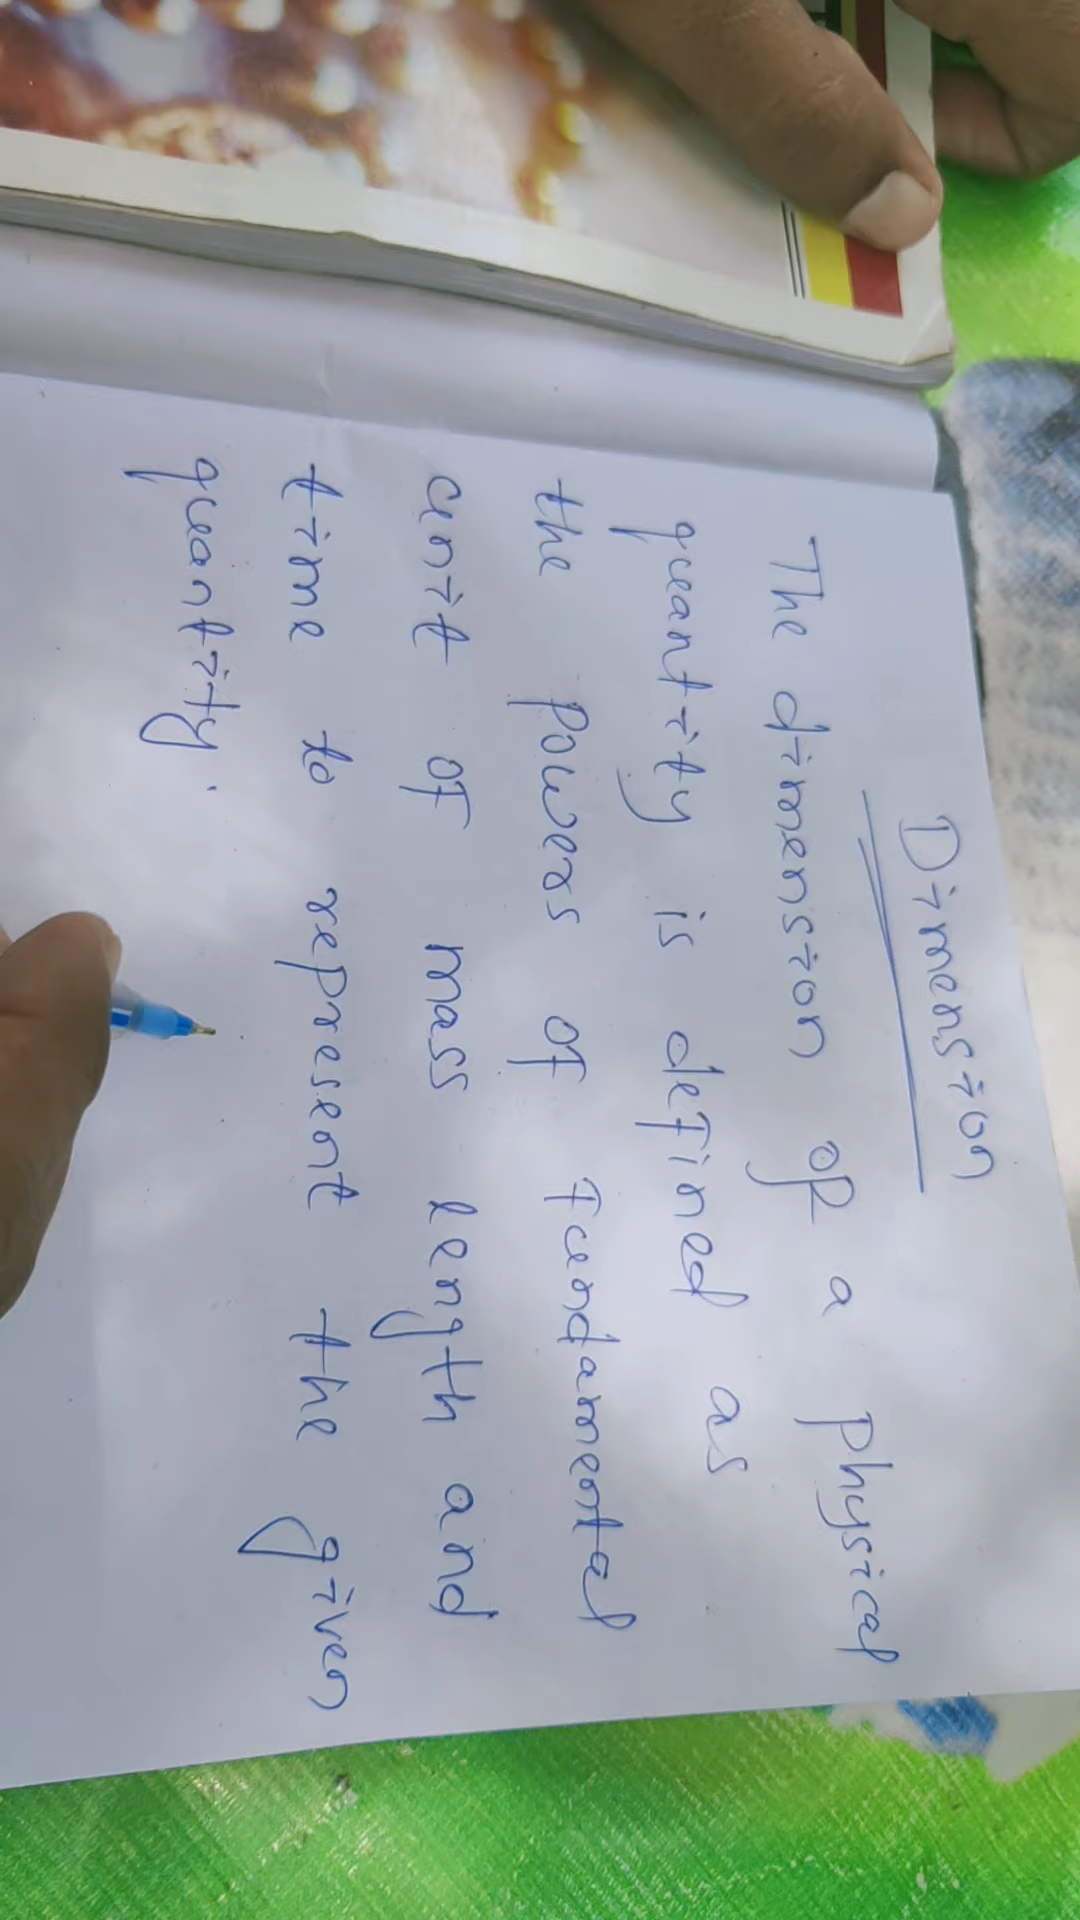 Dimension
The dimension of a physical
quantity is defined as
the powers of fundamental
unit of mass length and
time to represent the given
quantity.